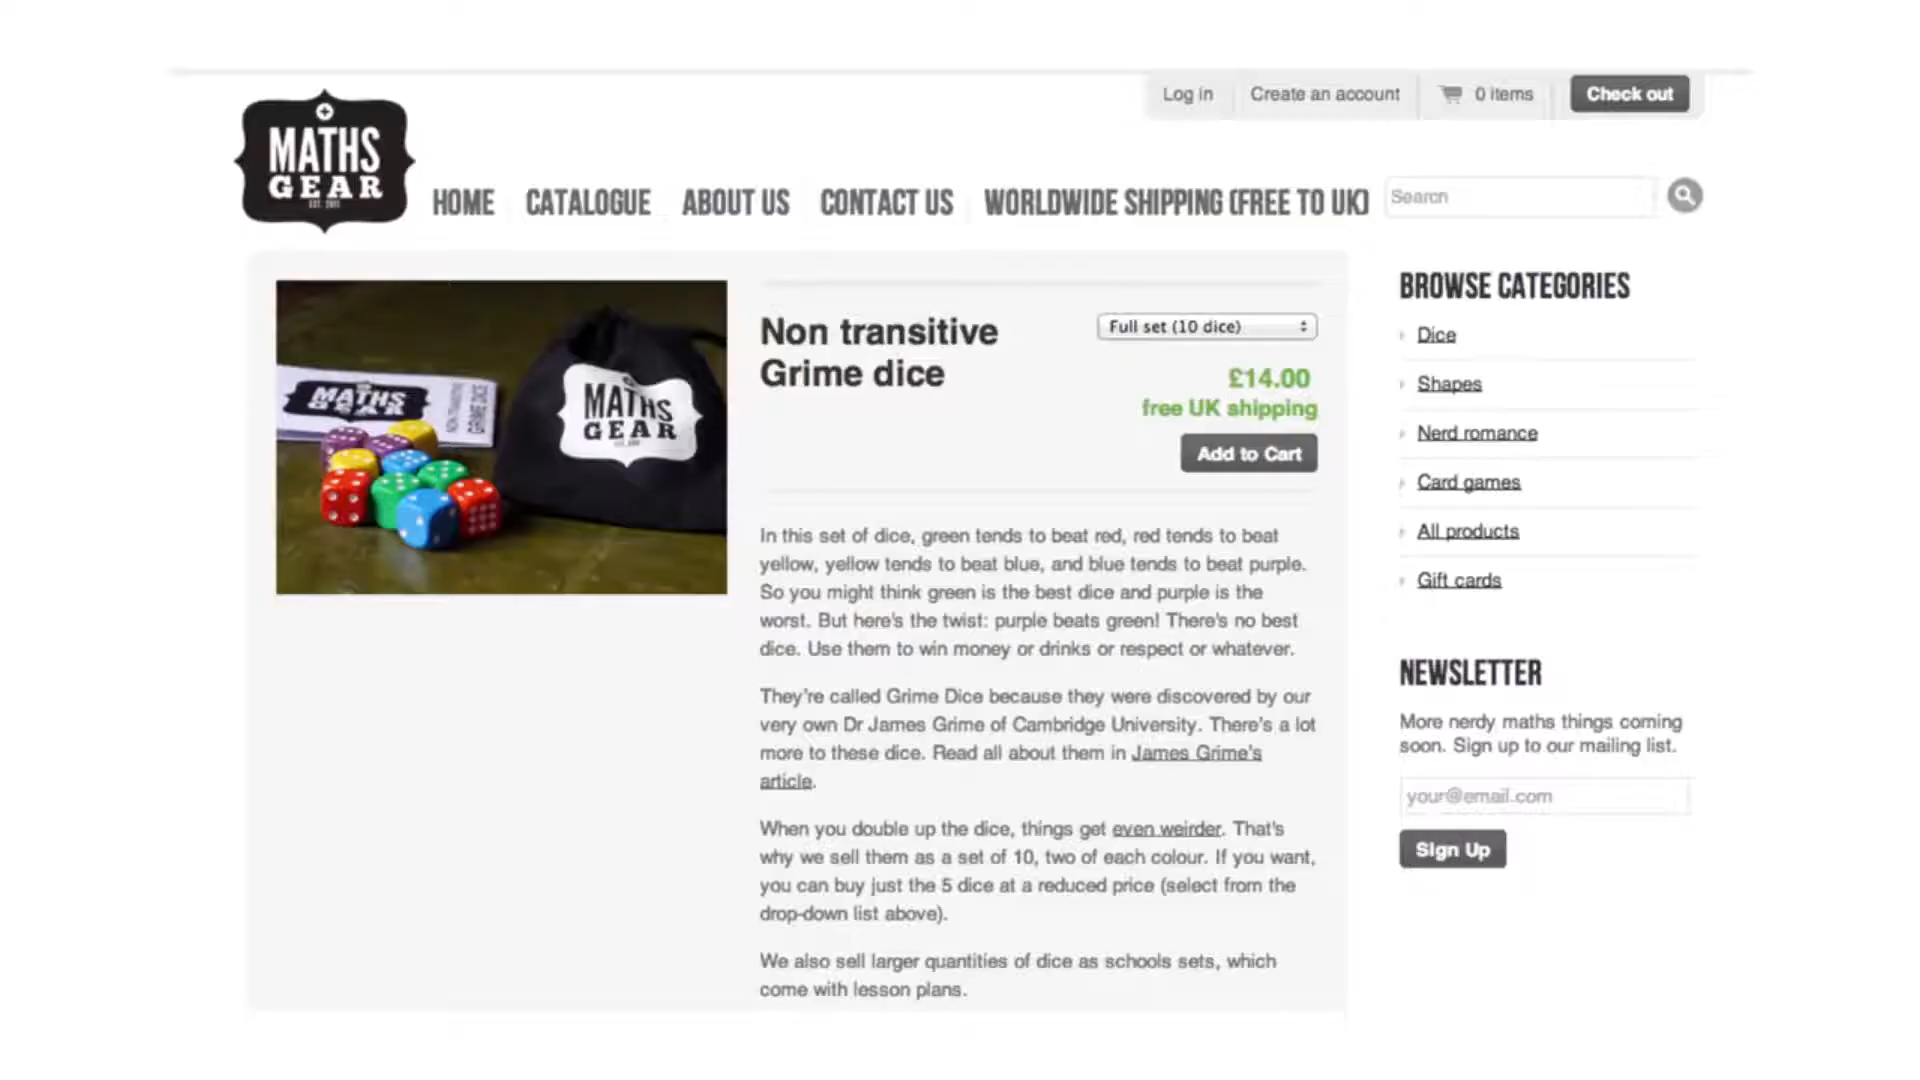 Log in
Create an account
0 items
Check out
MATHS
GEAR
EST. 2011
HOME
CATALOGUE
ABOUT US
CONTACT US
WORLDWIDE SHIPPING (FREE TO UK)
Search
MATHS
GEAR
NON TRANSITIVE
GRIME DICE
MATHS
GEAR
Non transitive
Grime dice
Full set (10 dice)
£14.00
free UK shipping
Add to Cart
In this set of dice, green tends to beat red, red tends to beat
yellow, yellow tends to beat blue, and blue tends to beat purple.
So you might think green is the best dice and purple is the
worst. But here's the twist: purple beats green! There's no best
dice. Use them to win money or drinks or respect or whatever.
They're called Grime Dice because they were discovered by our
very own Dr James Grime of Cambridge University. There's a lot
more to these dice. Read all about them in James Grime's
article.
When you double up the dice, things get even weirder. That's
why we sell them as a set of 10, two of each colour. If you want,
you can buy just the 5 dice at a reduced price (select from the
drop-down list above).
We also sell larger quantities of dice as schools sets, which
come with lesson plans.
BROWSE CATEGORIES
Dice
Shapes
Nerd romance
Card games
All products
Gift cards
NEWSLETTER
More nerdy maths things coming
soon. Sign up to our mailing list.
your@email.com
Sign Up